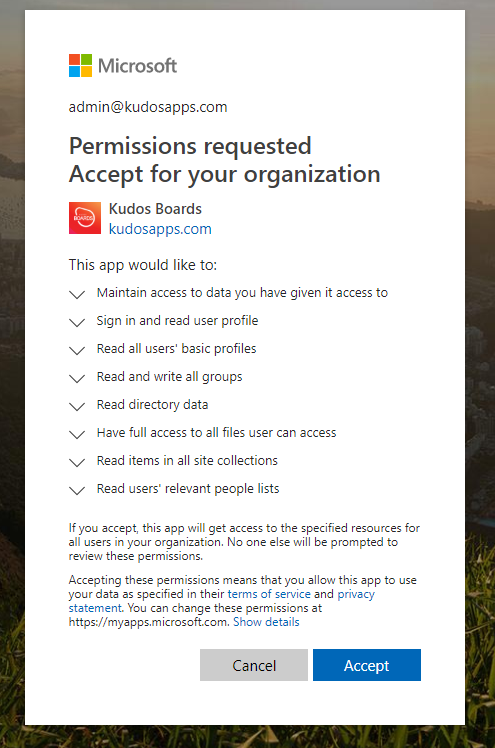 Microsoft
admin@kudosapps.com
Permissions requested
Accept for your organization
BOARDS
Kudos Boards
kudosapps.com
This app would like to:
Maintain access to data you have given it access to
Sign in and read user profile
Read all users' basic profiles
Read and write all groups
Read directory data
Have full access to all files user can access
Read items in all site collections
Read users' relevant people lists
If you accept, this app will get access to the specified resources for
all users in your organization. No one else will be prompted to
review these permissions.
Accepting these permissions means that you allow this app to use
your data as specified in their terms of service and privacy
statement. You can change these permissions at
https://myapps.microsoft.com. Show details
Cancel
Accept